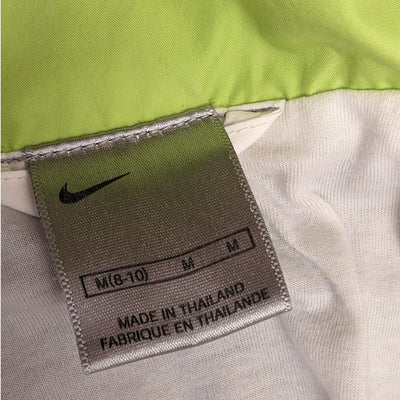 M(8-10) M M
MADE IN THAILAND
FABRIQUE EN THAILANDE